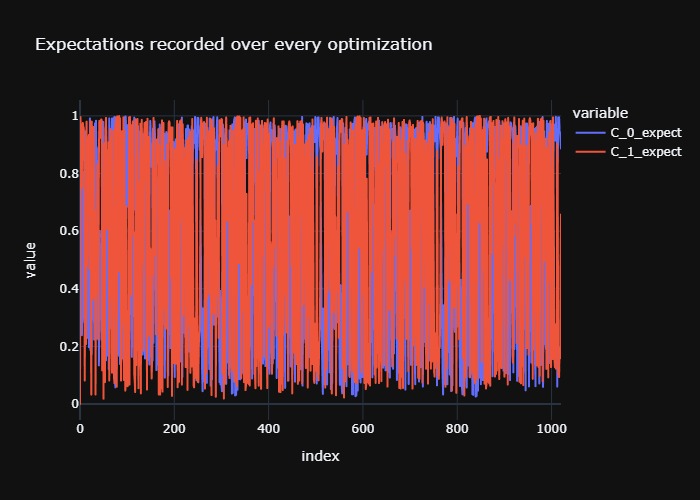 Expectations recorded over every optimization
variable
C_0_expect
C_1_expect
value
1
0.8
0.6
0.4
0.2
0
0 200 400 600 800 1000
index